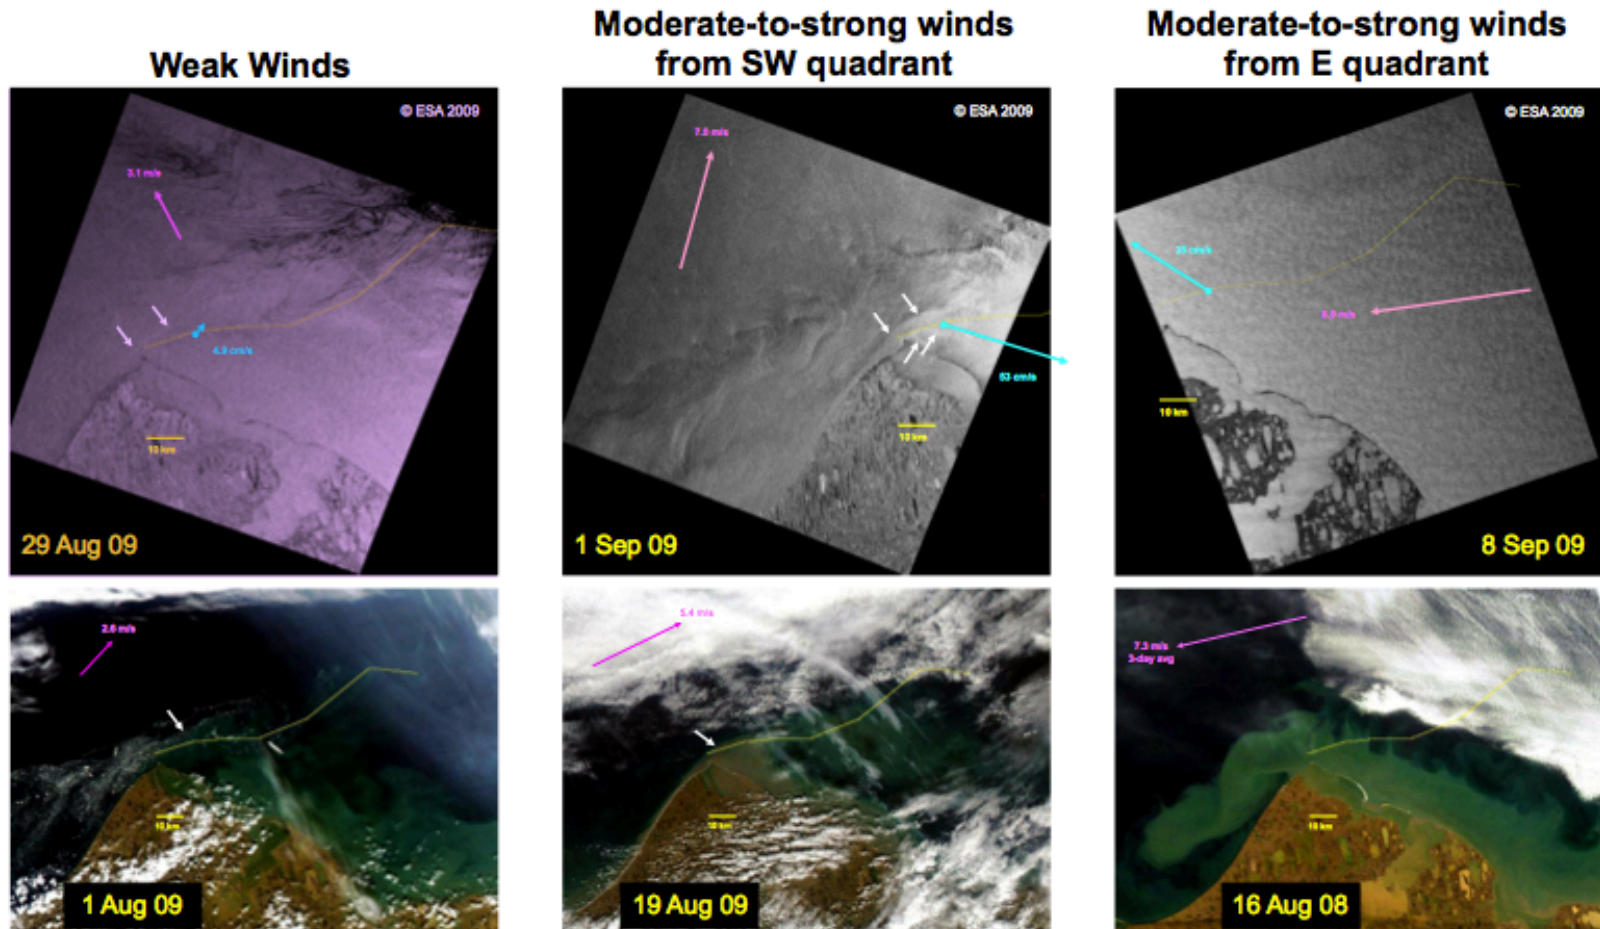 Weak Winds
Moderate-to-strong winds
from SW quadrant
Moderate-to-strong winds
from E quadrant
© ESA 2009
3.1 m/s
4.9 cm/s
10 km
29 Aug 09
© ESA 2009
53 cm/s
10 km
1 Sep 09
© ESA 2009
10 km
8 Sep 09
2.6 m/s
10 km
1 Aug 09
5.4 m/s
10 km
19 Aug 09
7.3 m/s
3-day avg
10 km
16 Aug 08